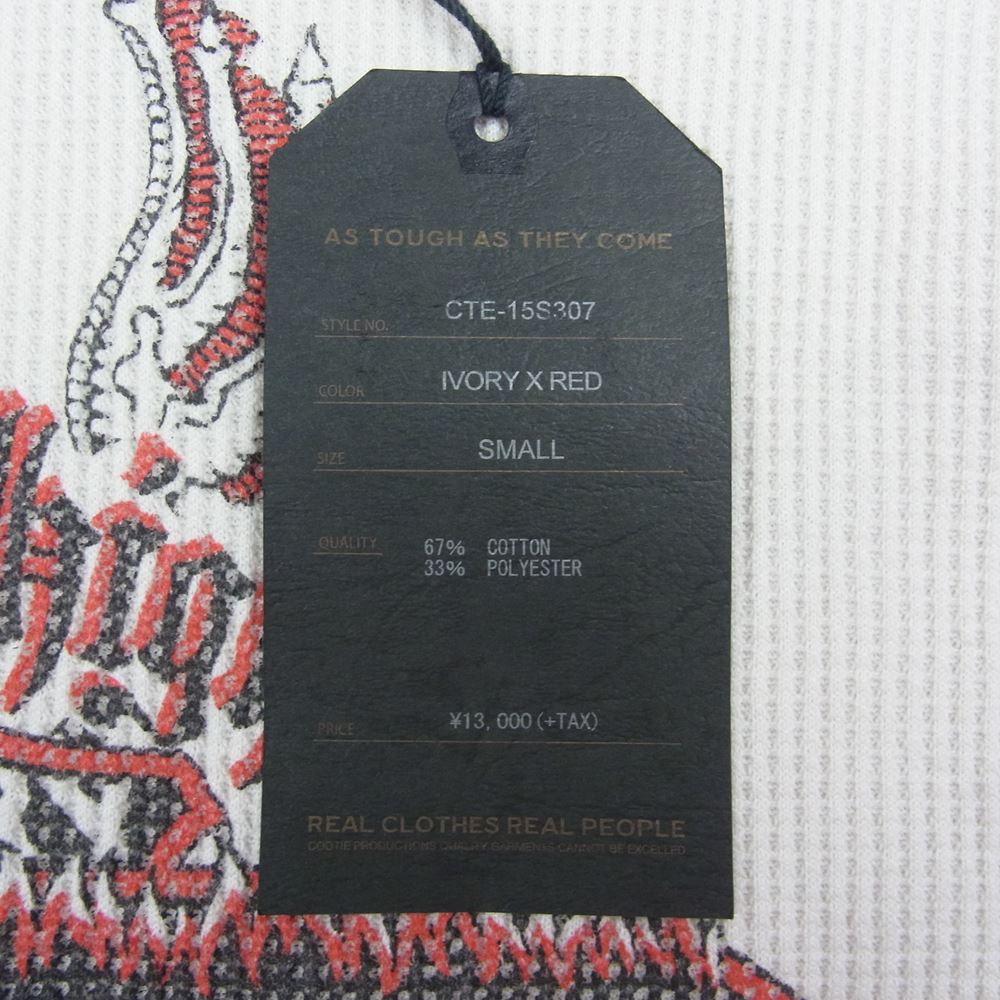 AS TOUGH AS THEY COME
STYLE NO. CTE-15S307
COLOR IVORY X RED
SIZE SMALL
QUALITY 67% COTTON
33% POLYESTER
PRICE ¥13,000(+TAX)
REAL CLOTHES REAL PEOPLE
COOTIE PRODUCTIONS QUALITY GARMENTS CANNOT BE EXCELLED